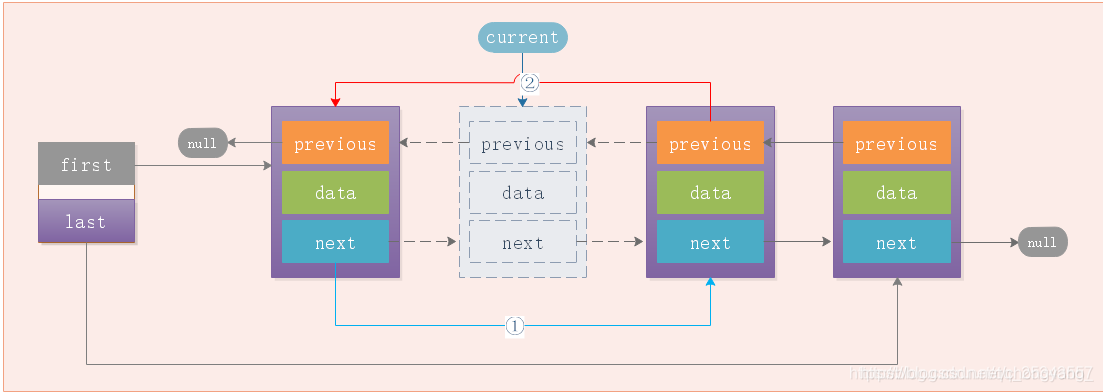 current
②
null
previous
previous
previous
previous
first
data
data
data
data
last
next
next
next
next
null
①